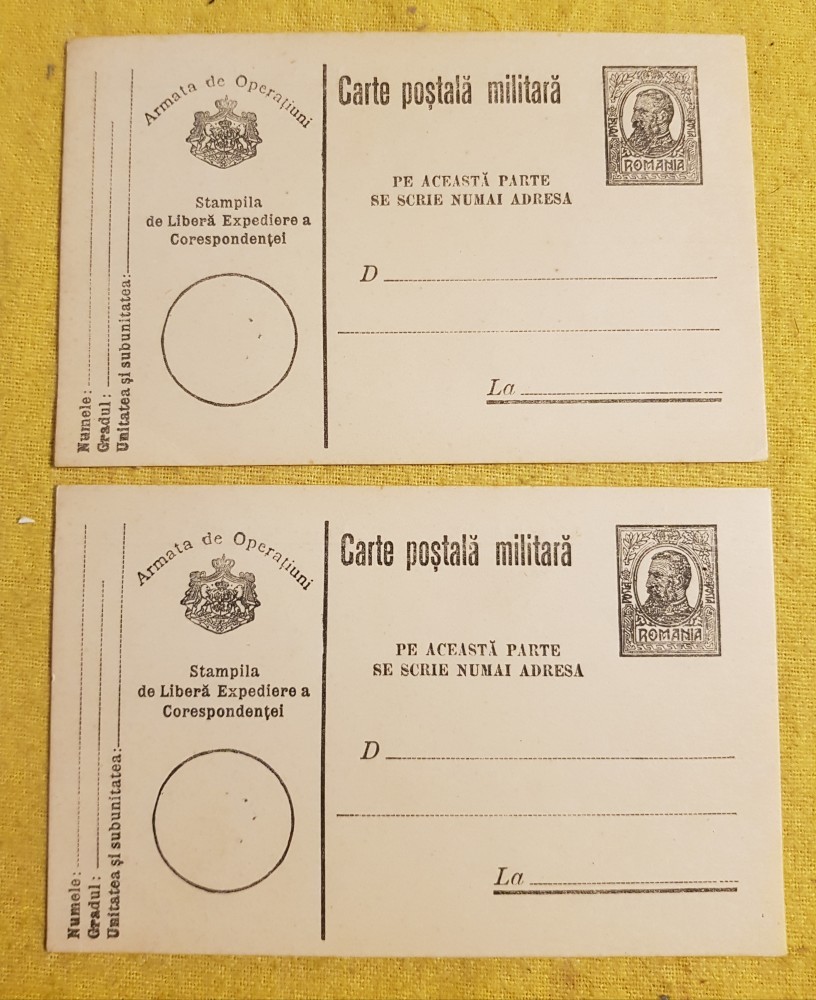 Numele:
Gradul:
Unitatea și subunitatea:
Armata de Operațiuni
Stampila
de Liberă Expediere a
Corespondenței
Carte poștală militară
POSTA
ROMANIA
PE ACEASTĂ PARTE
SE SCRIE NUMAI ADRESA
D
La
Numele:
Gradul:
Unitatea și subunitatea:
Armata de Operațiuni
Stampila
de Liberă Expediere a
Corespondenței
Carte poștală militară
POSTA
ROMANIA
PE ACEASTĂ PARTE
SE SCRIE NUMAI ADRESA
D
La